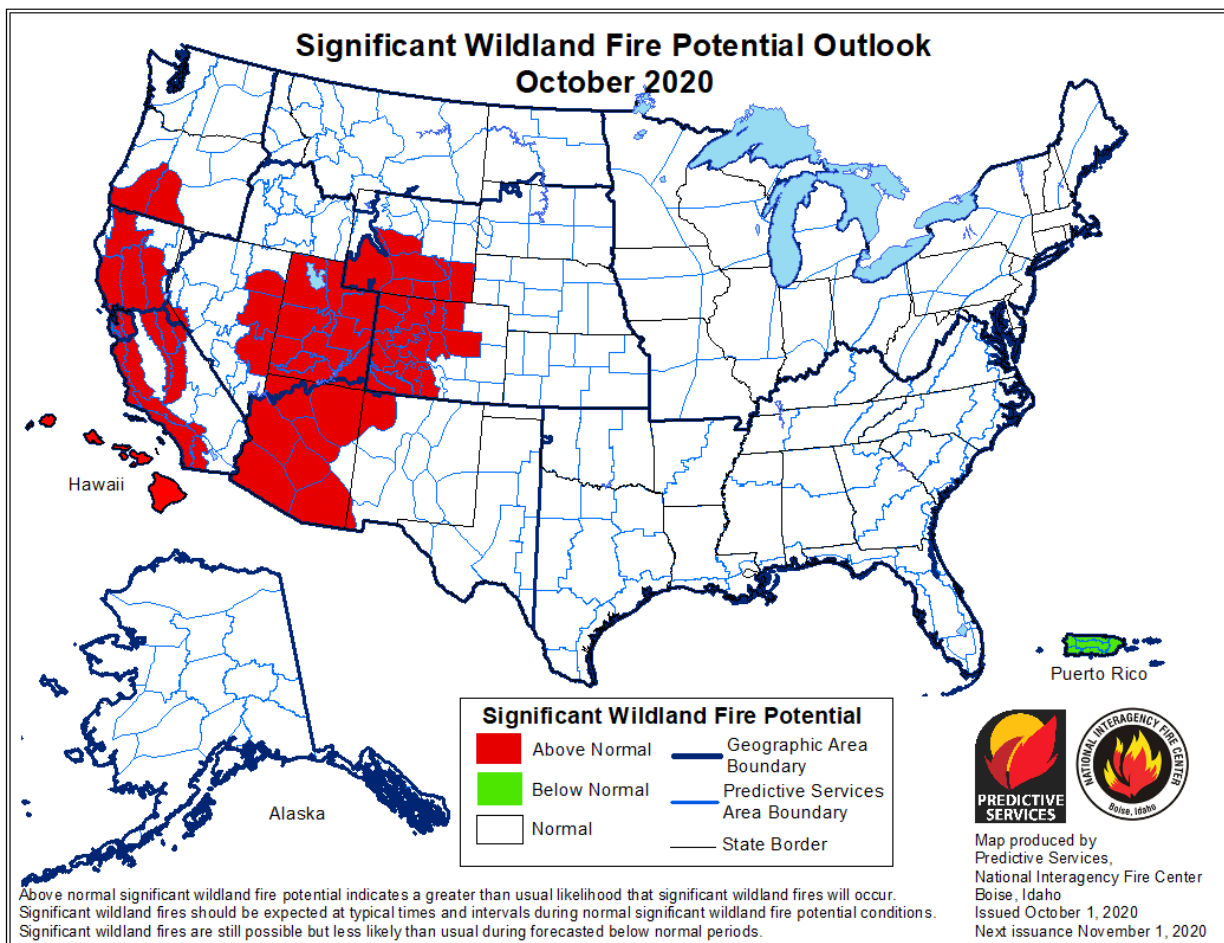 Significant Wildland Fire Potential Outlook
October 2020
Hawaii
Alaska
Puerto Rico
Significant Wildland Fire Potential
Above Normal
Below Normal
Normal
Geographic Area
Boundary
Predictive Services
Area Boundary
State Border
PREDICTIVE
SERVICES
NATIONAL INTERAGENCY FIRE CENTER
Boise, Idaho
Map produced by
Predictive Services,
National Interagency Fire Center
Boise, Idaho
Issued October 1, 2020
Next issuance November 1, 2020
Above normal significant wildland fire potential indicates a greater than usual likelihood that significant wildland fires will occur.
Significant wildland fires should be expected at typical times and intervals during normal significant wildland fire potential conditions.
Significant wildland fires are still possible but less likely than usual during forecasted below normal periods.